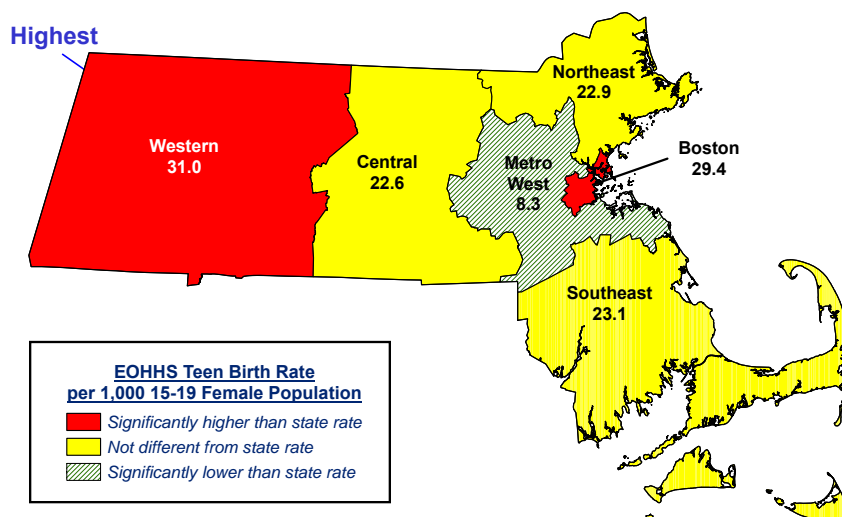 Highest
Northeast
22.9
Western
31.0
Central
22.6
Metro
West
8.3
Boston
29.4
Southeast
23.1
EOHHS Teen Birth Rate
per 1,000 15-19 Female Population
Significantly higher than state rate
Not different from state rate
Significantly lower than state rate